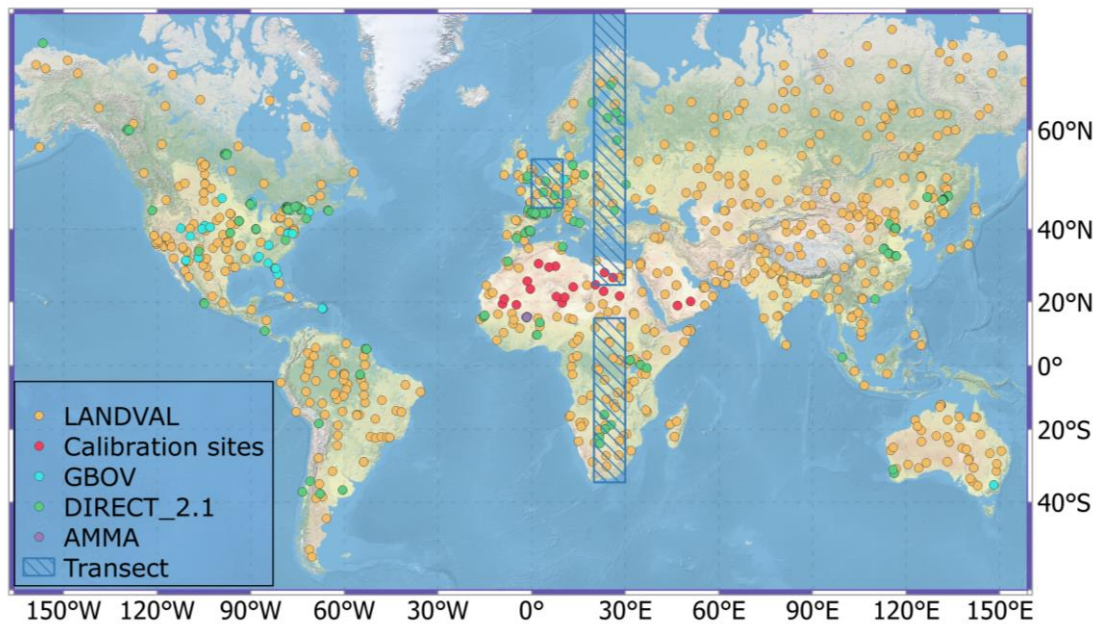 60°N
40°N
20°N
0°
20°S
40°S
LANDVAL
Calibration sites
GBOV
DIRECT_2.1
AMMA
Transect
150°W 120°W 90°W 60°W 30°W 0° 30°E 60°E 90°E 120°E 150°E